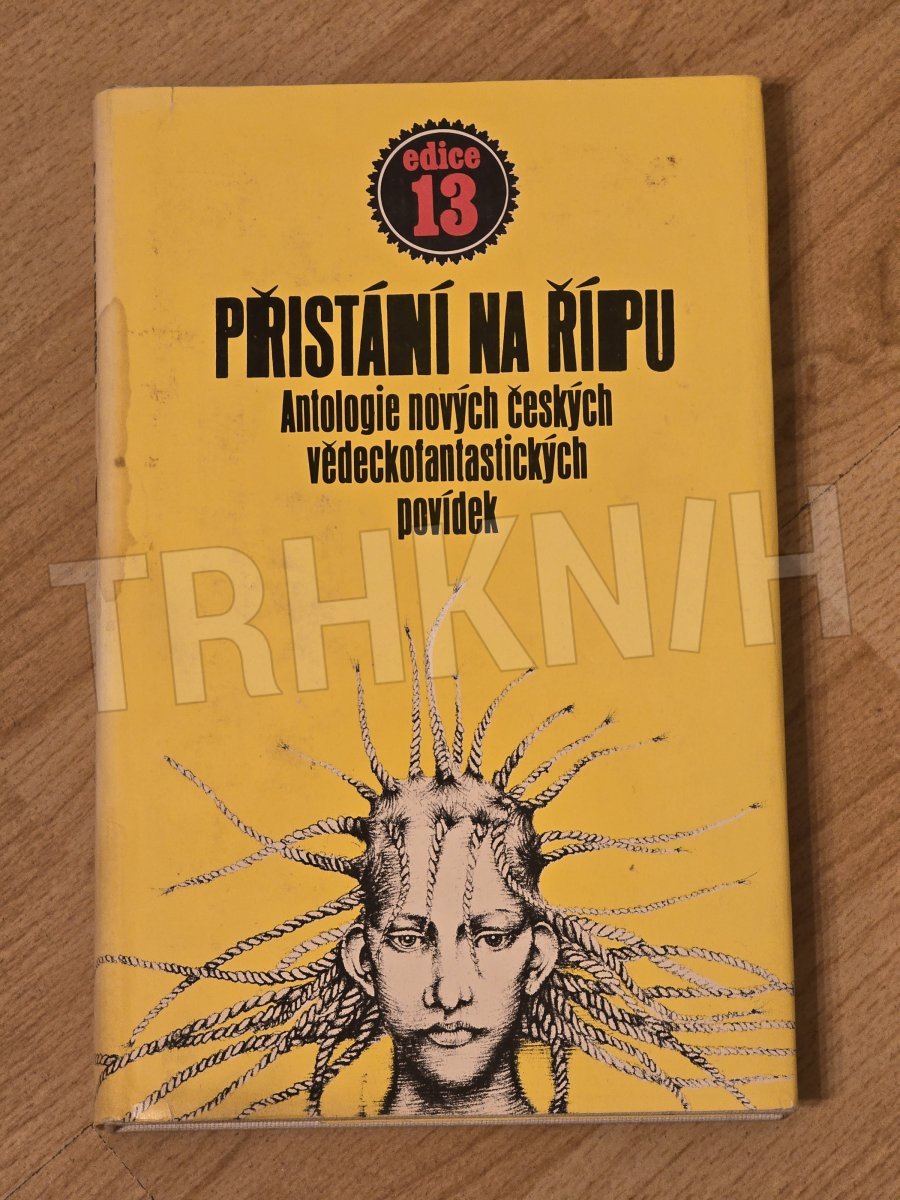 edice
13
PŘISTÁNÍ NA ŘÍPU
Antologie nových českých
vědeckofantastických
povídek
TRHKNIH